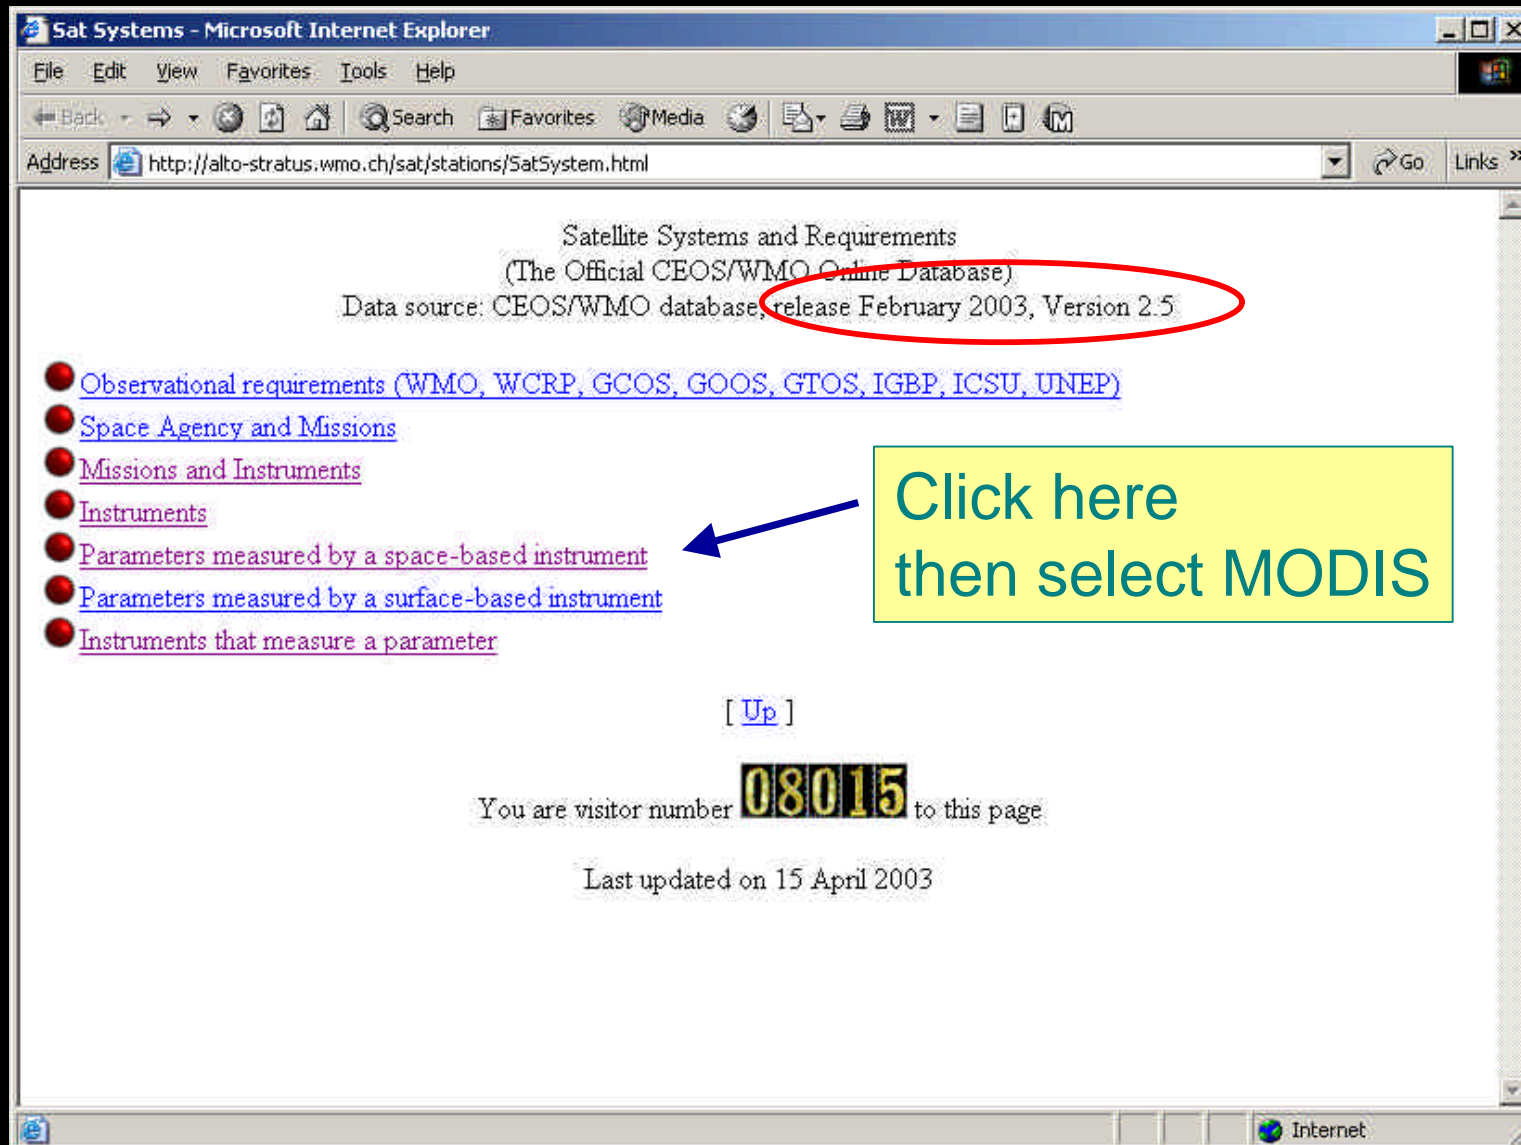 Sat Systems - Microsoft Internet Explorer
File Edit View Favorites Tools Help
Back Search Favorites Media
Address http://alto-stratus.wmo.ch/sat/stations/SatSystem.html Go Links »
Satellite Systems and Requirements
(The Official CEOS/WMO Online Database)
Data source: CEOS/WMO database, release February 2003, Version 2.5
Observational requirements (WMO, WCRP, GCOS, GOOS, GTOS, IGBP, ICSU, UNEP)
Space Agency and Missions
Missions and Instruments
Instruments
Parameters measured by a space-based instrument
Parameters measured by a surface-based instrument
Instruments that measure a parameter
Click here
then select MODIS
[ Up ]
You are visitor number 08015 to this page
Last updated on 15 April 2003
Internet